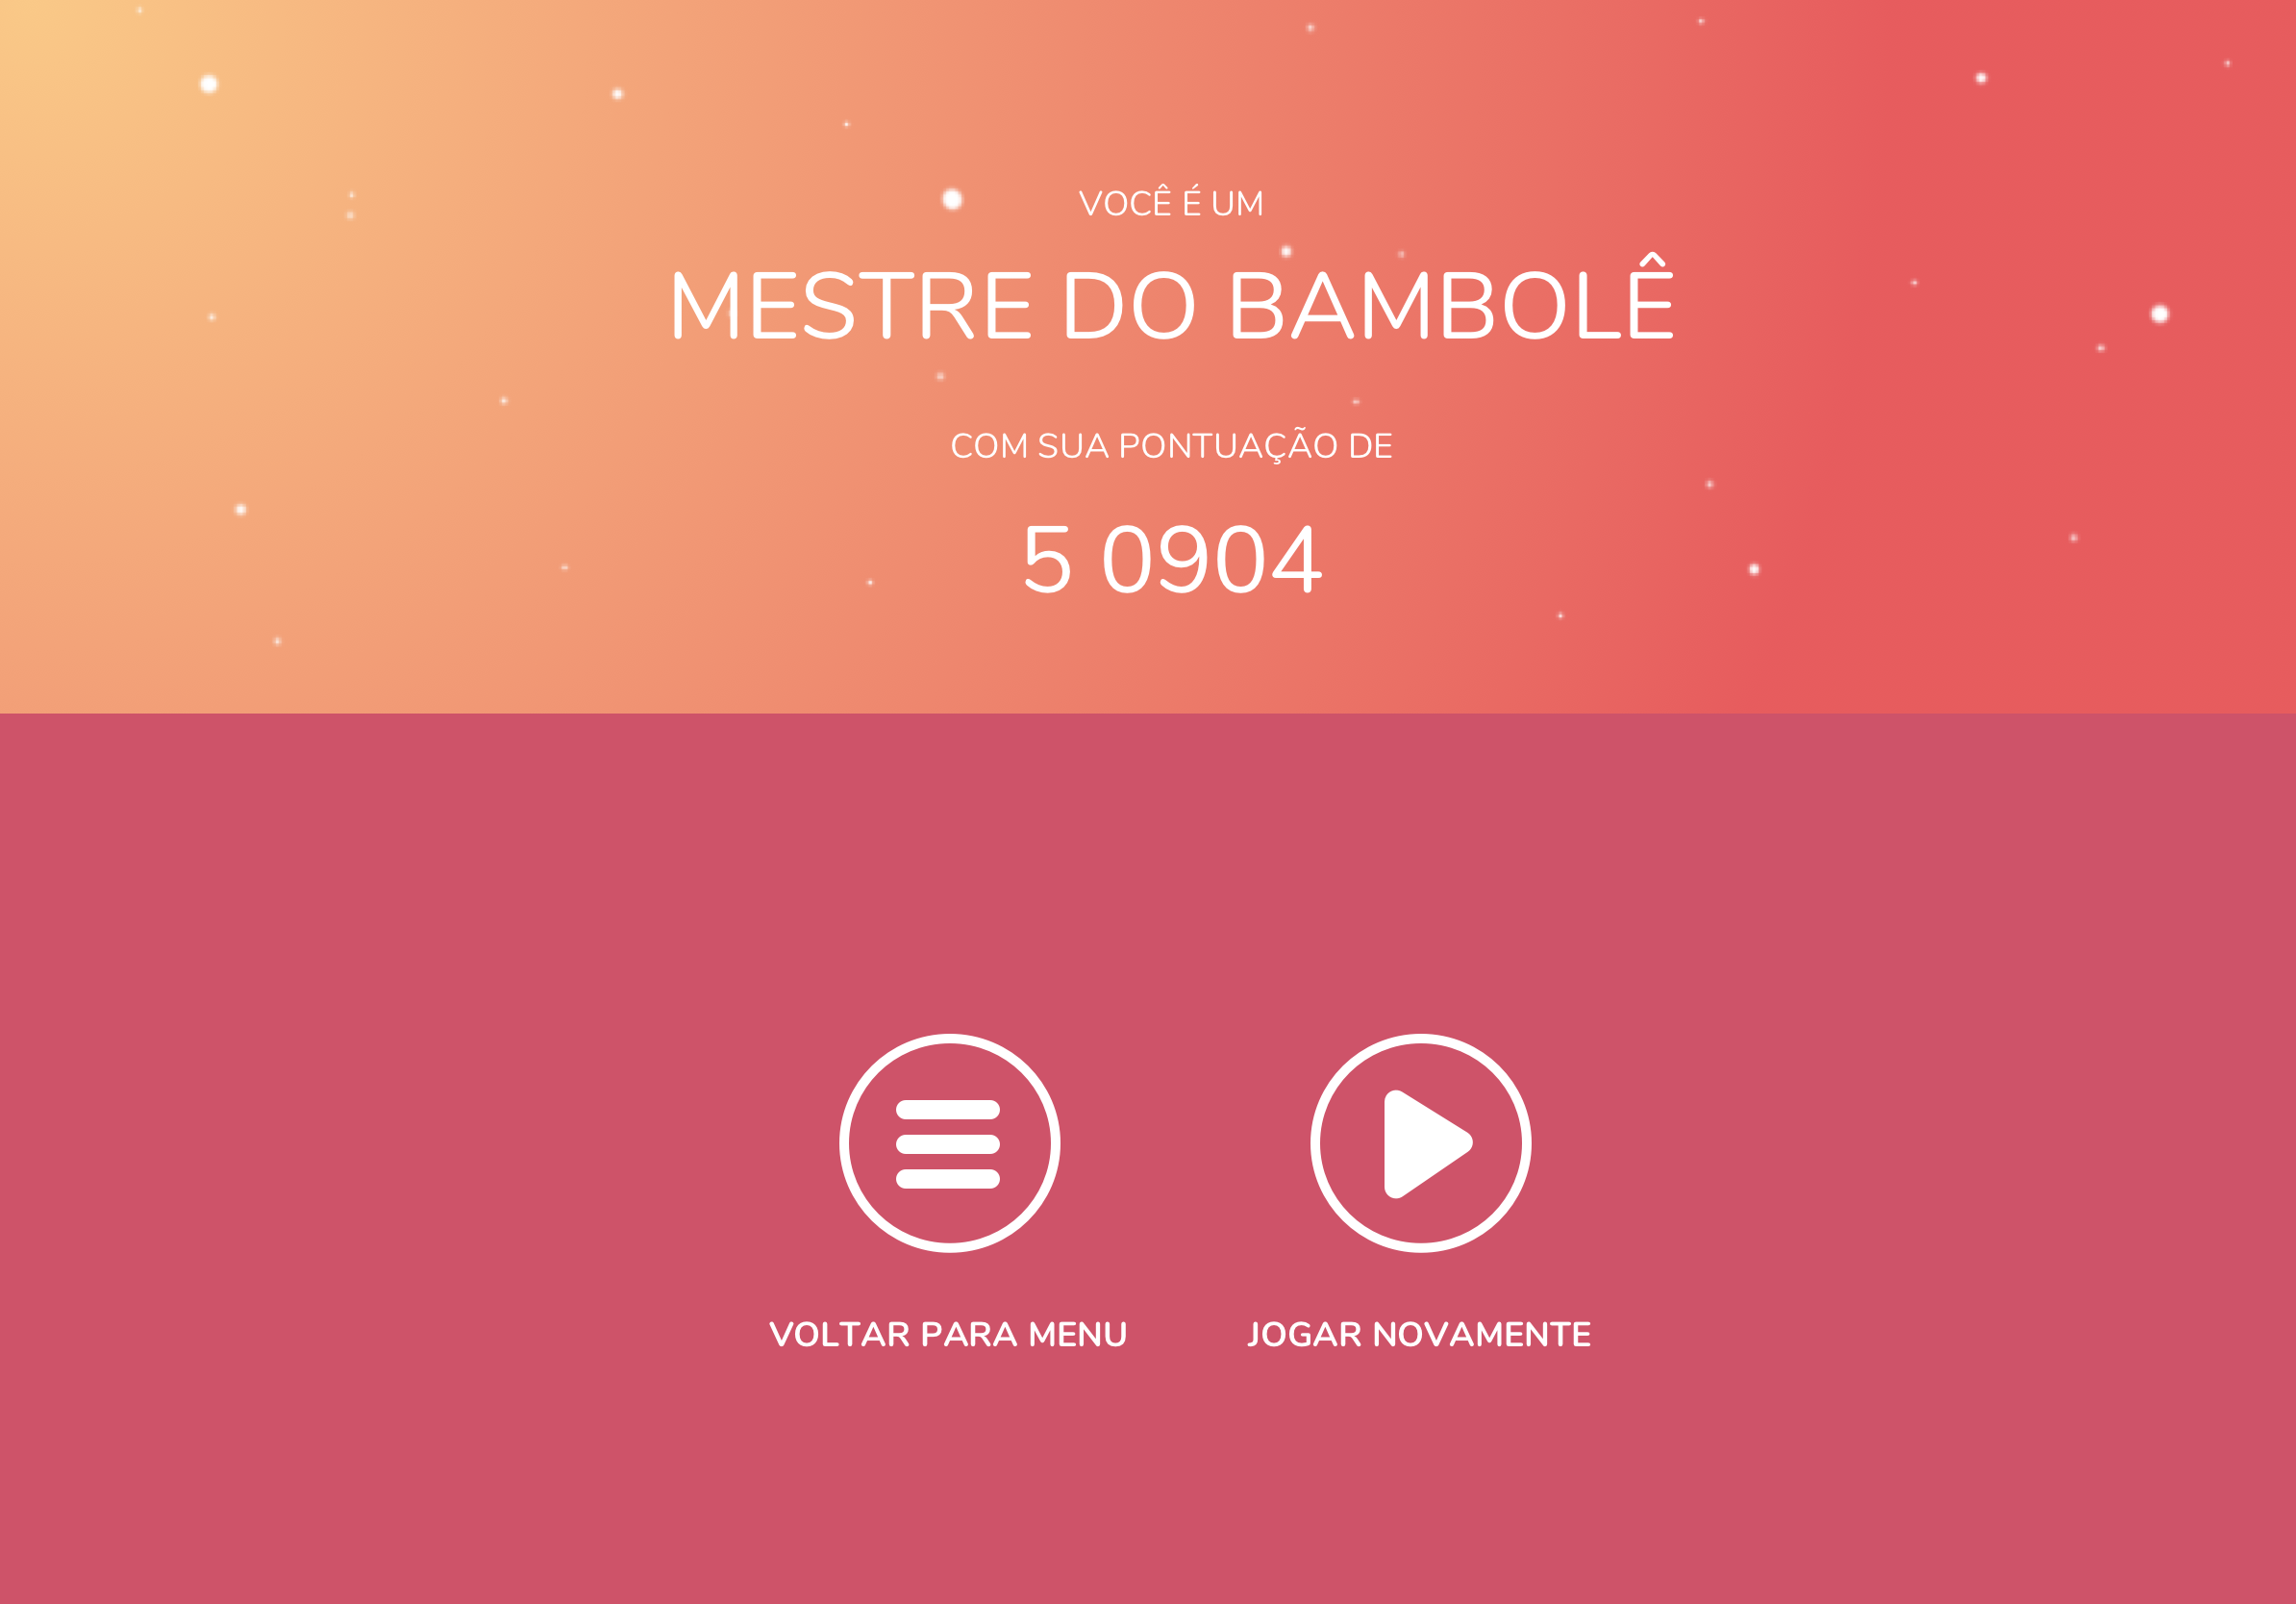 VOCÊ É UM
MESTRE DO BAMBOLÊ
COM SUA PONTUAÇÃO DE
5 0904
VOLTAR PARA MENU
JOGAR NOVAMENTE